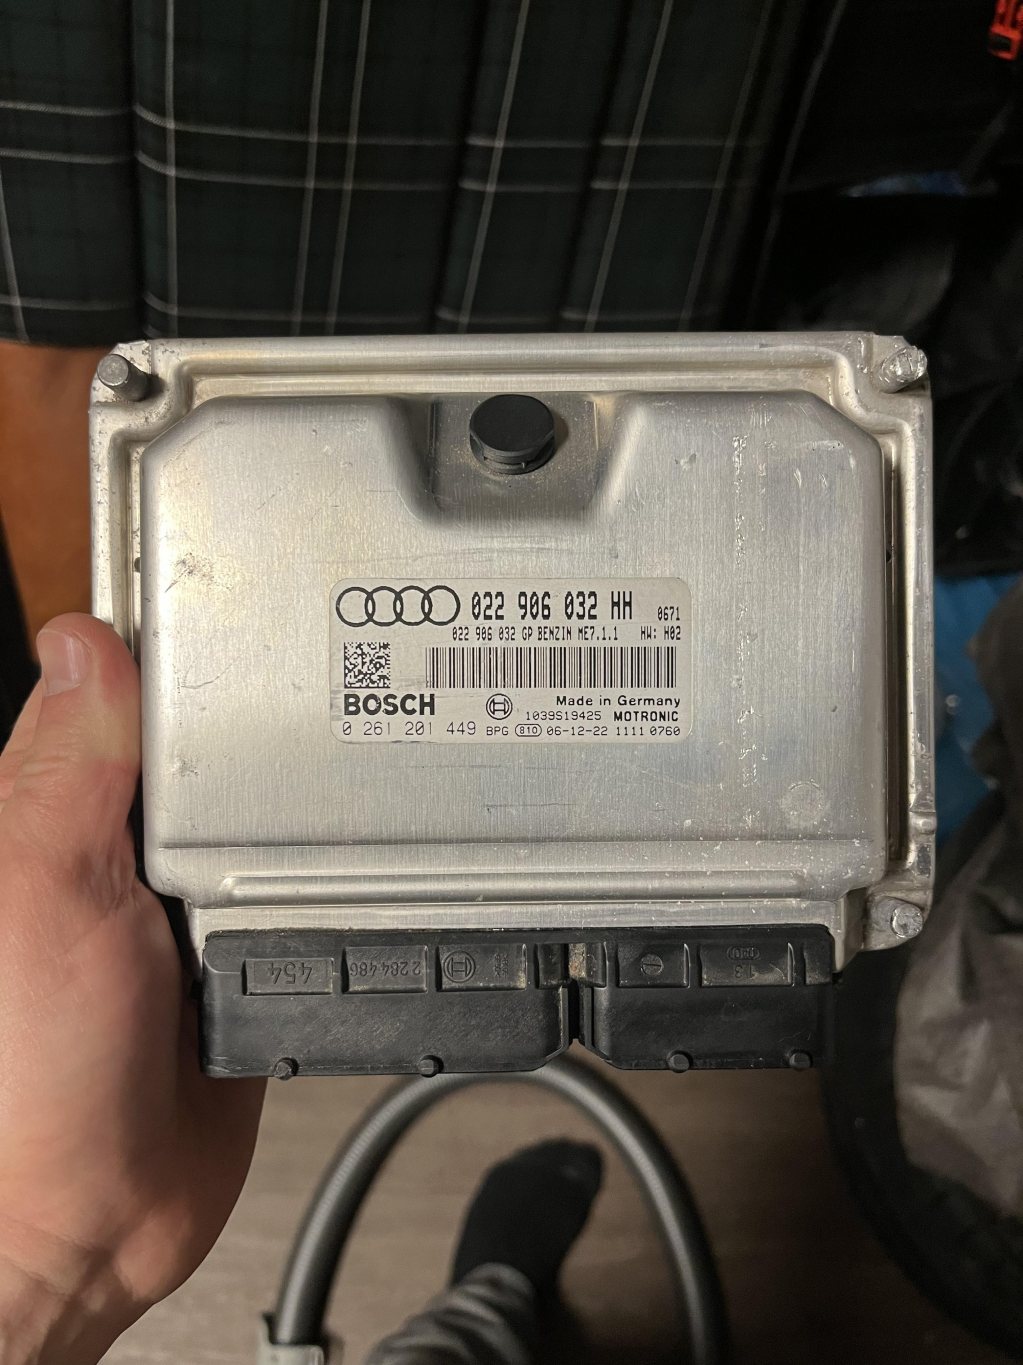 022 906 032 HH 0671
022 906 032 GP BENZIN ME7.1.1 HW: H02
BOSCH
Made in Germany
1039S19425 MOTRONIC
0 261 201 449 BPG 810 06-12-22 1111 0760
454
2 284 486
13